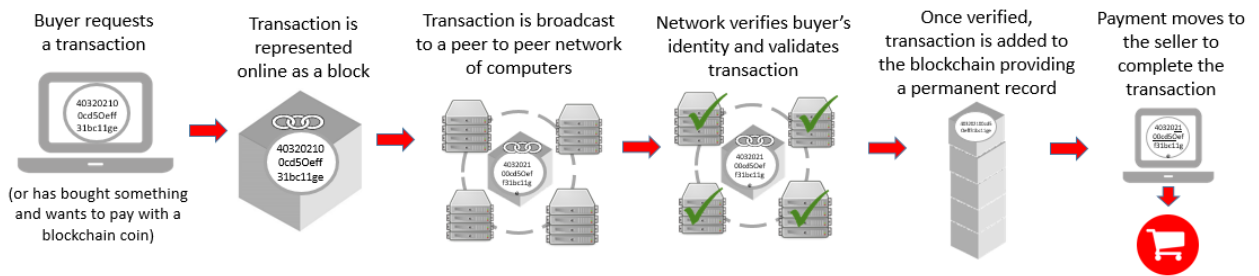 Buyer requests
a transaction
40320210
0cd5Oeff
31bc11ge
(or has bought something
and wants to pay with a
blockchain coin)
Transaction is
represented
online as a block
40320210
0cd5Oeff
31bc11ge
Transaction is broadcast
to a peer to peer network
of computers
4032021
00cd5Oef
f31bc11g
e
Network verifies buyer’s
identity and validates
transaction
4032021
00cd5Oef
f31bc11g
e
Once verified,
transaction is added to
the blockchain providing
a permanent record
Payment moves to
the seller to
complete the
transaction
4032021
00cd5Oef
f31bc11g
e